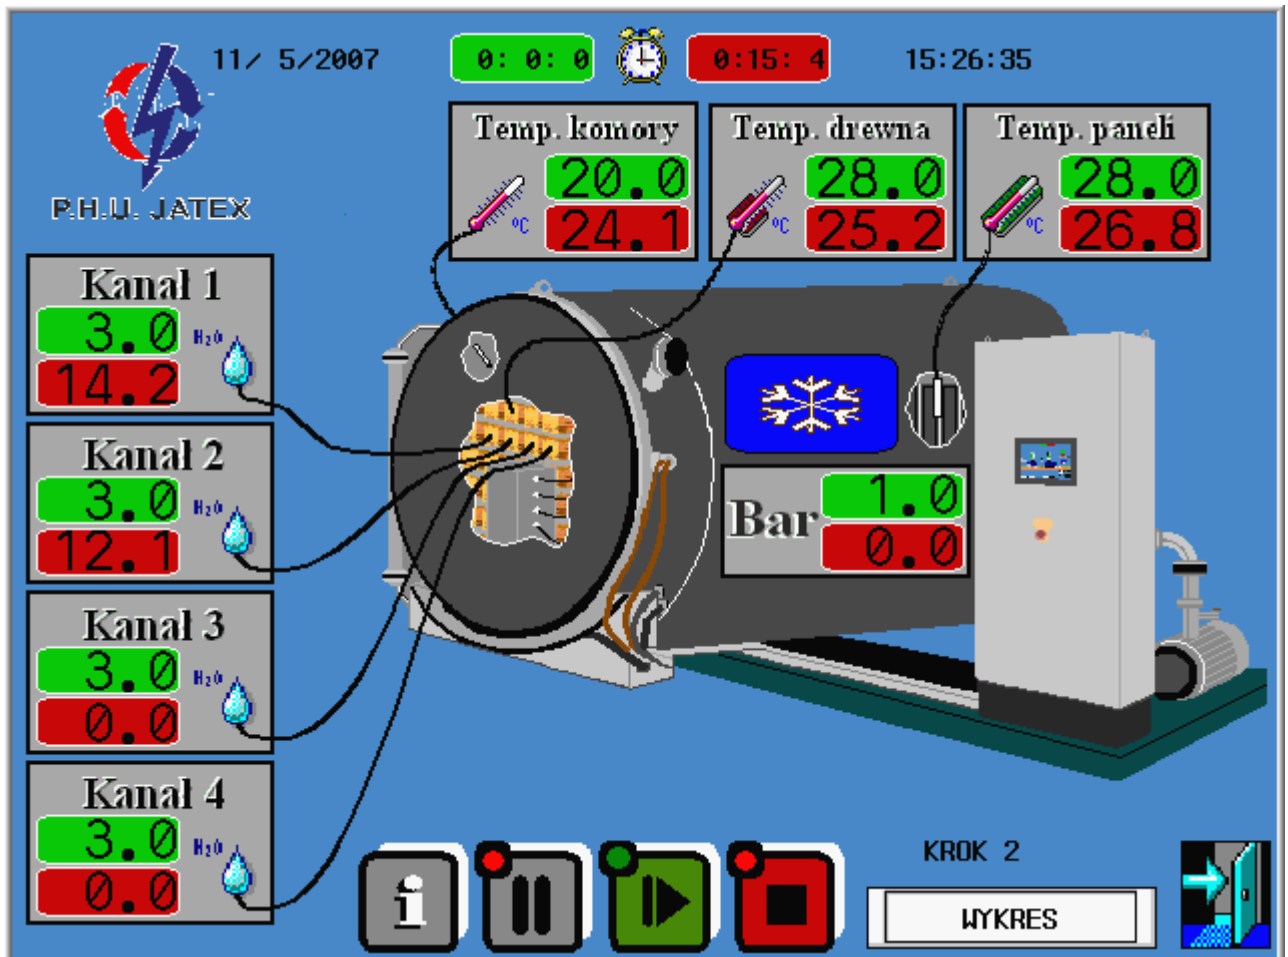 11/ 5/2007
0: 0: 0
0:15: 4
15:26:35
P.H.U. JATEX
Temp. komory
20.0
°C
24.1
Temp. drewna
28.0
°C
25.2
Temp. paneli
28.0
°C
26.8
Kanał 1
3.0
H₂O
14.2
Kanał 2
3.0
H₂O
12.1
Kanał 3
3.0
H₂O
0.0
Kanał 4
3.0
H₂O
0.0
Bar
1.0
0.0
i
KROK 2
WYKRES